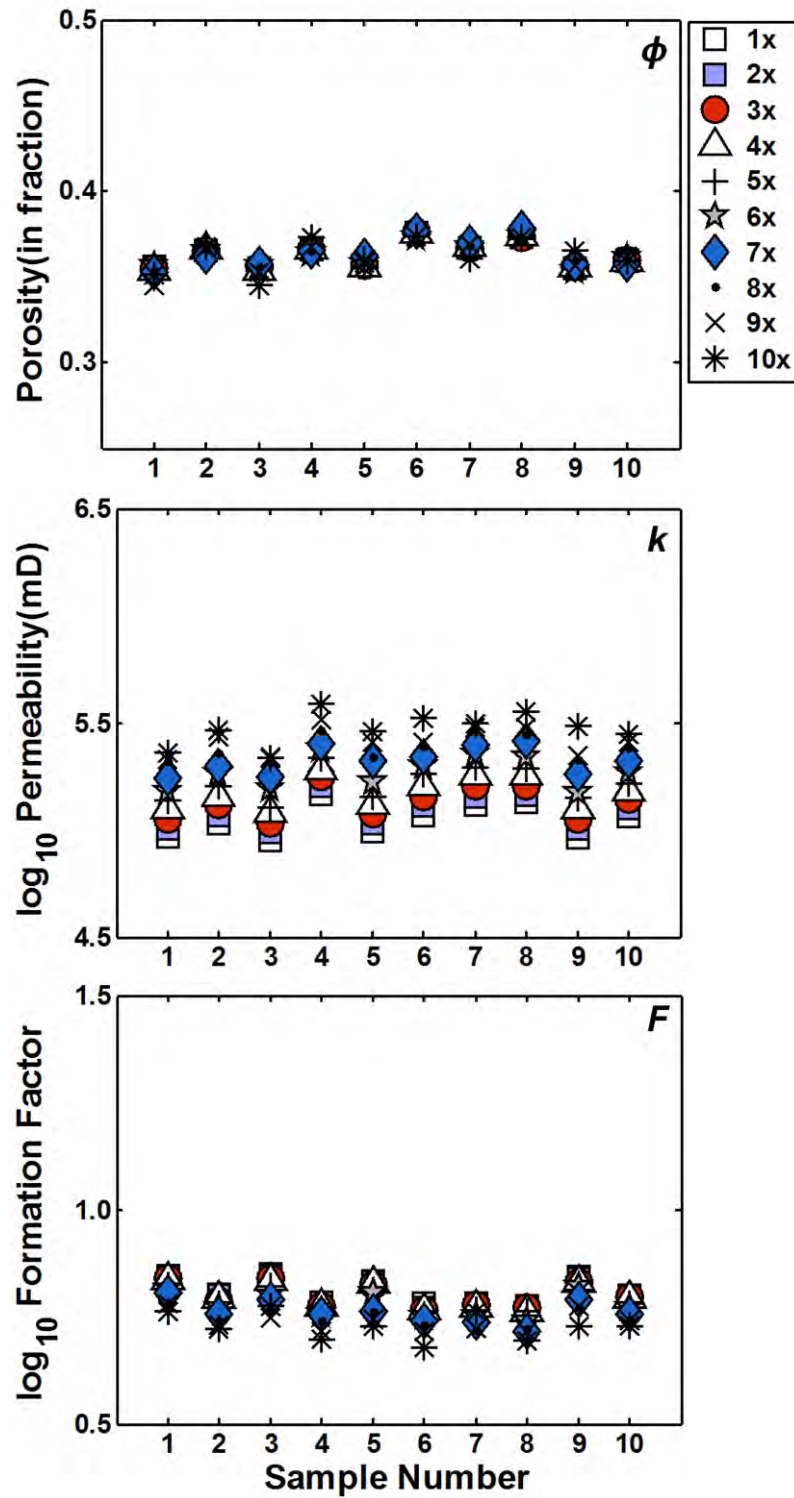 0.5
ϕ
0.4
0.3
Porosity(in fraction)
1 2 3 4 5 6 7 8 9 10
1x
2x
3x
4x
5x
6x
7x
8x
9x
10x
6.5
k
5.5
4.5
log10 Permeability(mD)
1 2 3 4 5 6 7 8 9 10
1.5
F
1.0
0.5
log10 Formation Factor
1 2 3 4 5 6 7 8 9 10
Sample Number